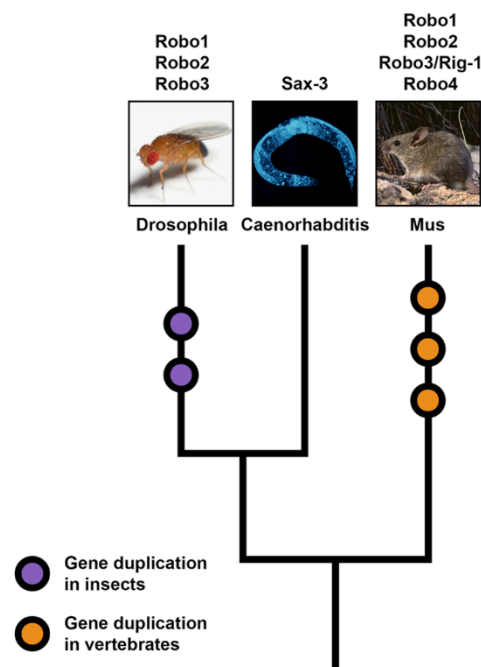 Robo1
Robo2
Robo3
Sax-3
Robo1
Robo2
Robo3/Rig-1
Robo4
Drosophila
Caenorhabditis
Mus
Gene duplication
in insects
Gene duplication
in vertebrates